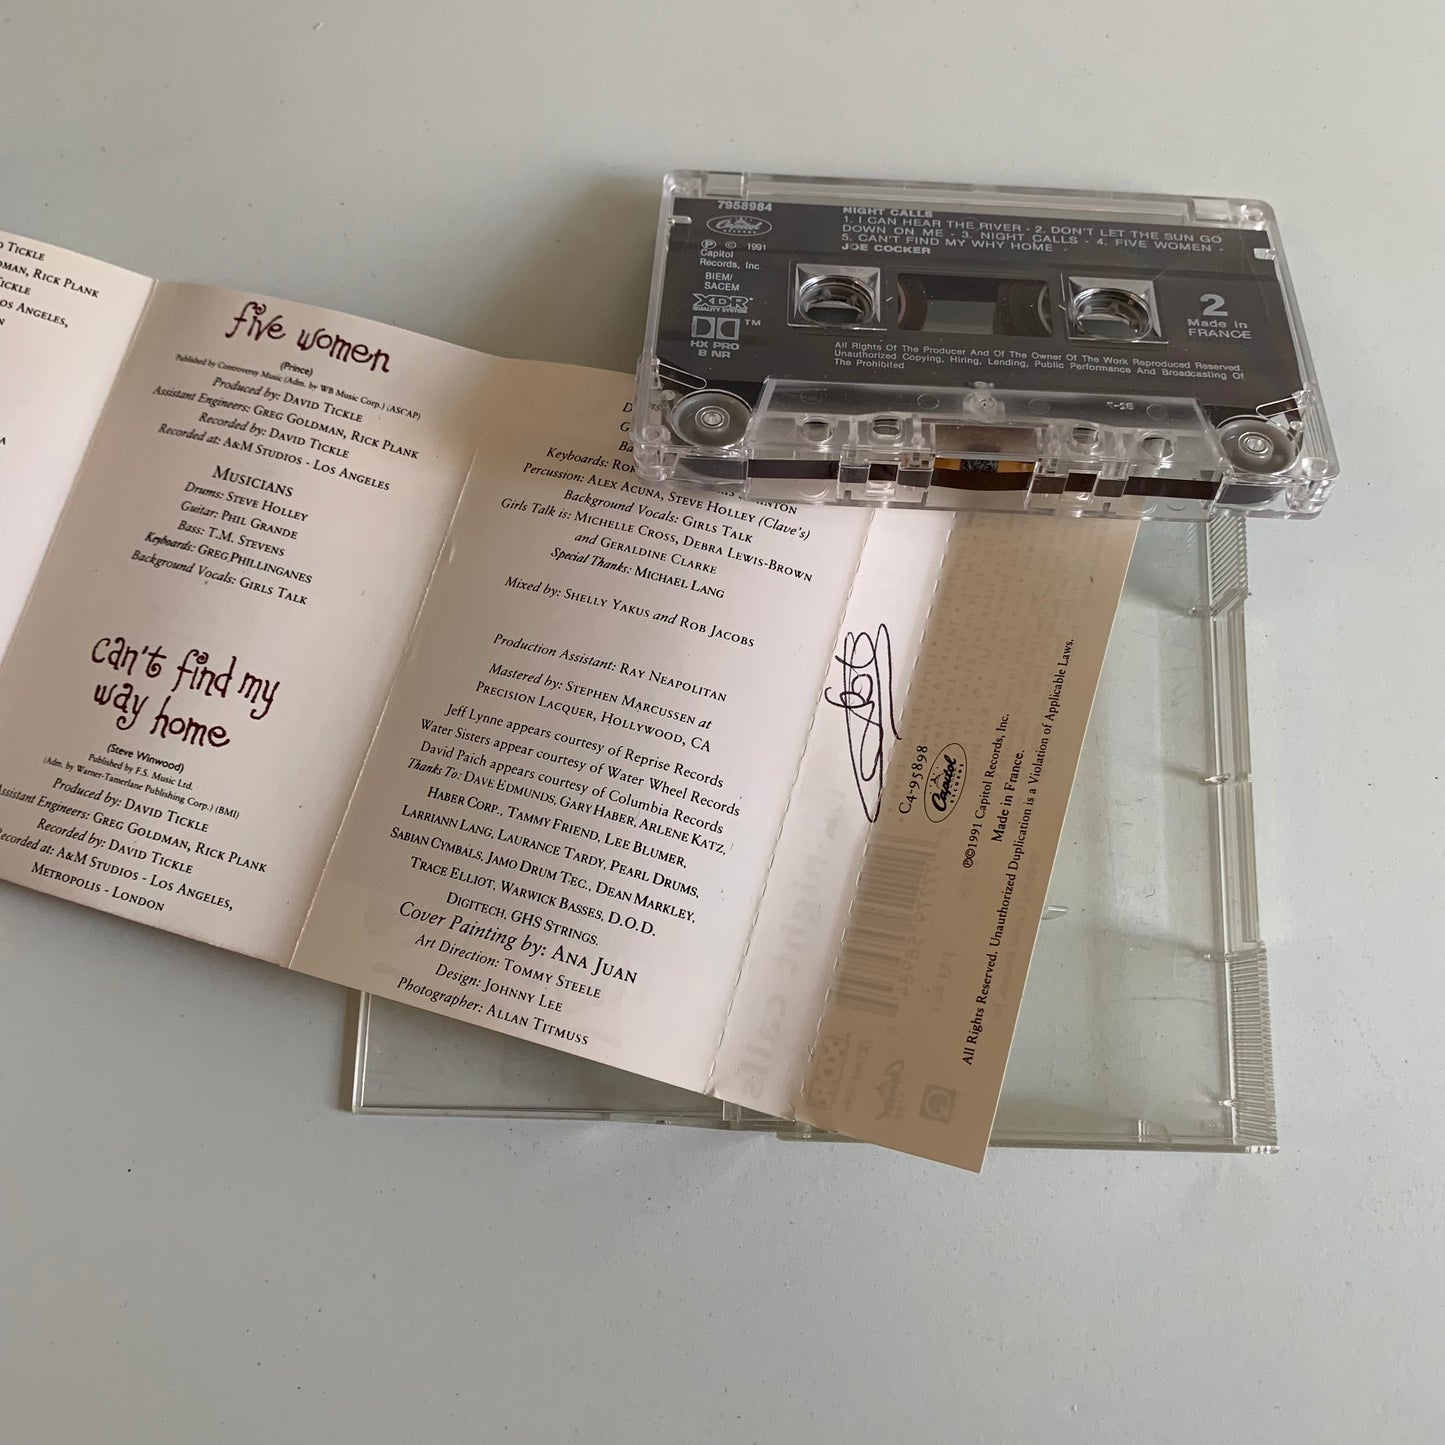 7958984
Capitol
RECORDS
℗ © 1991
Capitol
Records, Inc.
BIEM/
SACEM
XDR
QUALITY SYSTEM
TM
HX PRO
B NR
NIGHT CALLS
1. I CAN HEAR THE RIVER - 2. DON'T LET THE SUN GO
DOWN ON ME - 3. NIGHT CALLS - 4. FIVE WOMEN -
5. CAN'T FIND MY WHY HOME
JOE COCKER
2
Made in
FRANCE
All Rights Of The Producer And Of The Owner Of The Work Reproduced Reserved.
Unauthorized Copying, Hiring, Lending, Public Performance And Broadcasting Of
The Prohibited
TICKLE
RICK PLANK
OS ANGELES,
five women
(Prince)
Published by Controversy Music (Adm. by WB Music Corp.) (ASCAP)
Produced by: DAVID TICKLE
Assistant Engineers: GREG GOLDMAN, RICK PLANK
Recorded by: DAVID TICKLE
Recorded at: A&M STUDIOS - LOS ANGELES
MUSICIANS
Drums: STEVE HOLLEY
Guitar: PHIL GRANDE
Bass: T.M. STEVENS
Keyboards: GREG PHILLINGANES
Background Vocals: GIRLS TALK
can't find my
way home
(Steve Winwood)
Published by F.S. Music Ltd.
(Adm. by Warner-Tamerlane Publishing Corp.) (BMI)
Produced by: DAVID TICKLE
Assistant Engineers: GREG GOLDMAN, RICK PLANK
Recorded by: DAVID TICKLE
Recorded at: A&M STUDIOS - LOS ANGELES,
METROPOLIS - LONDON
Keyboards:
Percussion: ALEX ACUNA, STEVE HOLLEY (Clave's)
Background Vocals: GIRLS TALK
Girls Talk is: MICHELLE CROSS, DEBRA LEWIS-BROWN
and GERALDINE CLARKE
Special Thanks: MICHAEL LANG
Mixed by: SHELLY YAKUS and ROB JACOBS
Production Assistant: RAY NEAPOLITAN
Mastered by: STEPHEN MARCUSSEN at
PRECISION LACQUER, HOLLYWOOD, CA
Jeff Lynne appears courtesy of Reprise Records
Water Sisters appear courtesy of Water Wheel Records
David Paich appears courtesy of Columbia Records
Thanks To: DAVE EDMUNDS, GARY HABER, ARLENE KATZ,
HABER CORP., TAMMY FRIEND, LEE BLUMER,
LARRIANN LANG, LAURANCE TARDY, PEARL DRUMS,
SABIAN CYMBALS, JAMO DRUM TEC., DEAN MARKLEY,
TRACE ELLIOT, WARWICK BASSES, D.O.D.
DIGITECH, GHS STRINGS.
Cover Painting by: ANA JUAN
Art Direction: TOMMY STEELE
Design: JOHNNY LEE
Photographer: ALLAN TITMUSS
C4-95898
Capitol
RECORDS
℗©1991 Capitol Records, Inc.
Made in France.
All Rights Reserved. Unauthorized Duplication is a Violation of Applicable Laws.